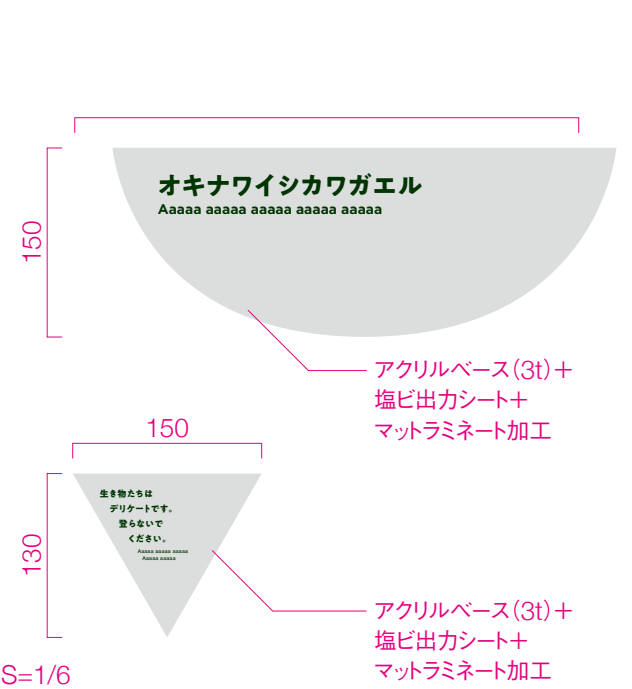 オキナワイシカワガエル
Aaaaa aaaaa aaaaa aaaaa aaaaa
150
アクリルベース(3t)＋
塩ビ出力シート＋
マットラミネート加工
150
生き物たちは
デリケートです。
登らないで
ください。
Aaaaa aaaaa aaaaa
Aaaaa aaaaa
130
アクリルベース(3t)＋
塩ビ出力シート＋
マットラミネート加工
S=1/6